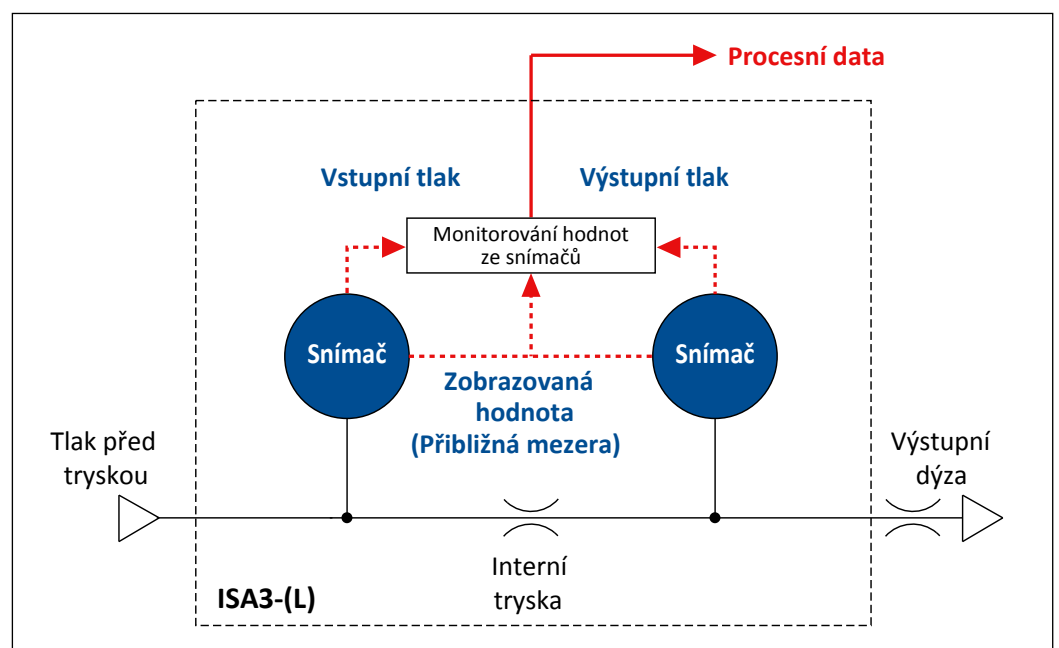 Procesní data
Vstupní tlak
Výstupní tlak
Monitorování hodnot
ze snímačů
Snímač
Snímač
Zobrazovaná
hodnota
(Přibližná mezera)
Tlak před
tryskou
Výstupní
dýza
Interní
tryska
ISA3-(L)